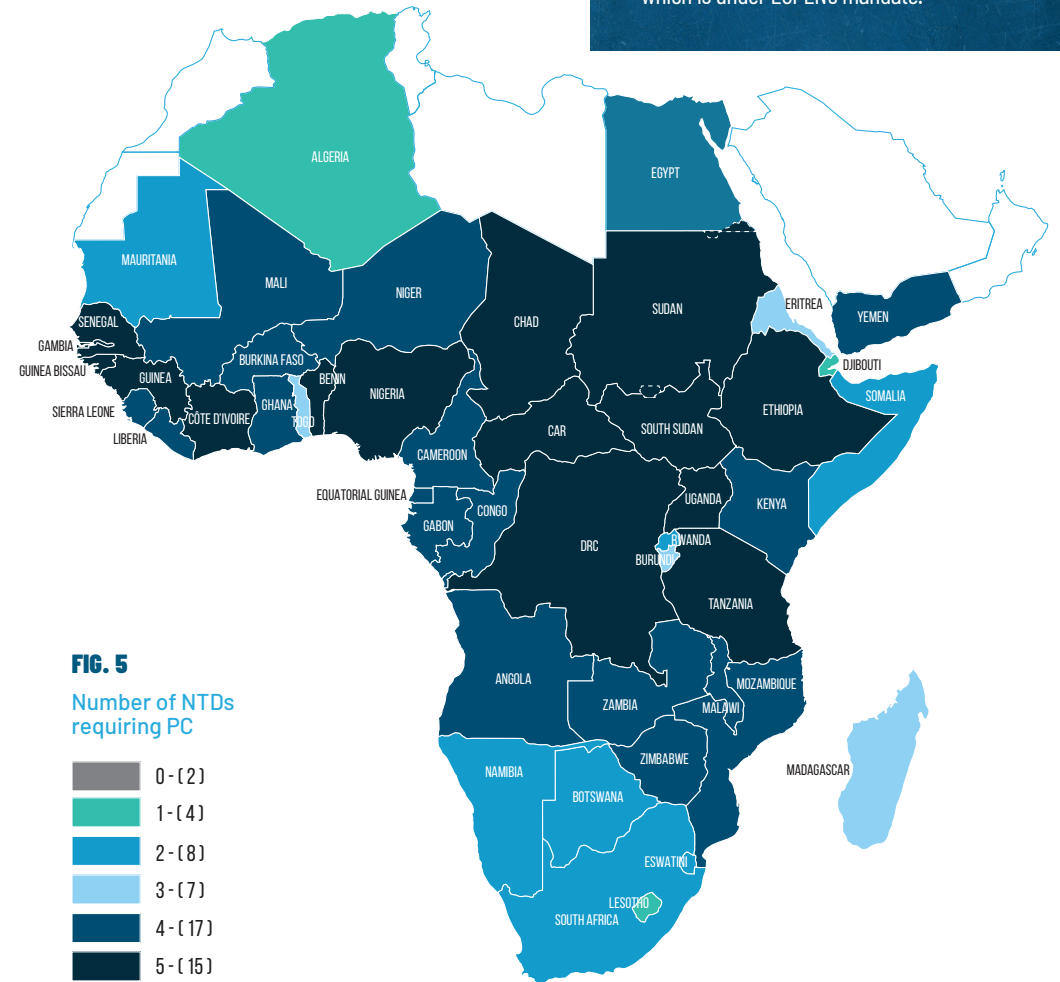 which is under ESPEN's mandate.
ALGERIA
EGYPT
MAURITANIA
MALI
NIGER
CHAD
SUDAN
ERITREA
YEMEN
SENEGAL
GAMBIA
GUINEA BISSAU
GUINEA
BURKINA FASO
BENIN
NIGERIA
DJIBOUTI
SOMALIA
SIERRA LEONE
CÔTE D'IVOIRE
GHANA
TOGO
ETHIOPIA
LIBERIA
CAR
SOUTH SUDAN
CAMEROON
EQUATORIAL GUINEA
CONGO
GABON
UGANDA
KENYA
DRC
RWANDA
BURUNDI
TANZANIA
ANGOLA
ZAMBIA
MALAWI
MOZAMBIQUE
ZIMBABWE
MADAGASCAR
NAMIBIA
BOTSWANA
ESWATINI
LESOTHO
SOUTH AFRICA
FIG. 5
Number of NTDs
requiring PC
0-(2)
1-(4)
2-(8)
3-(7)
4-(17)
5-(15)